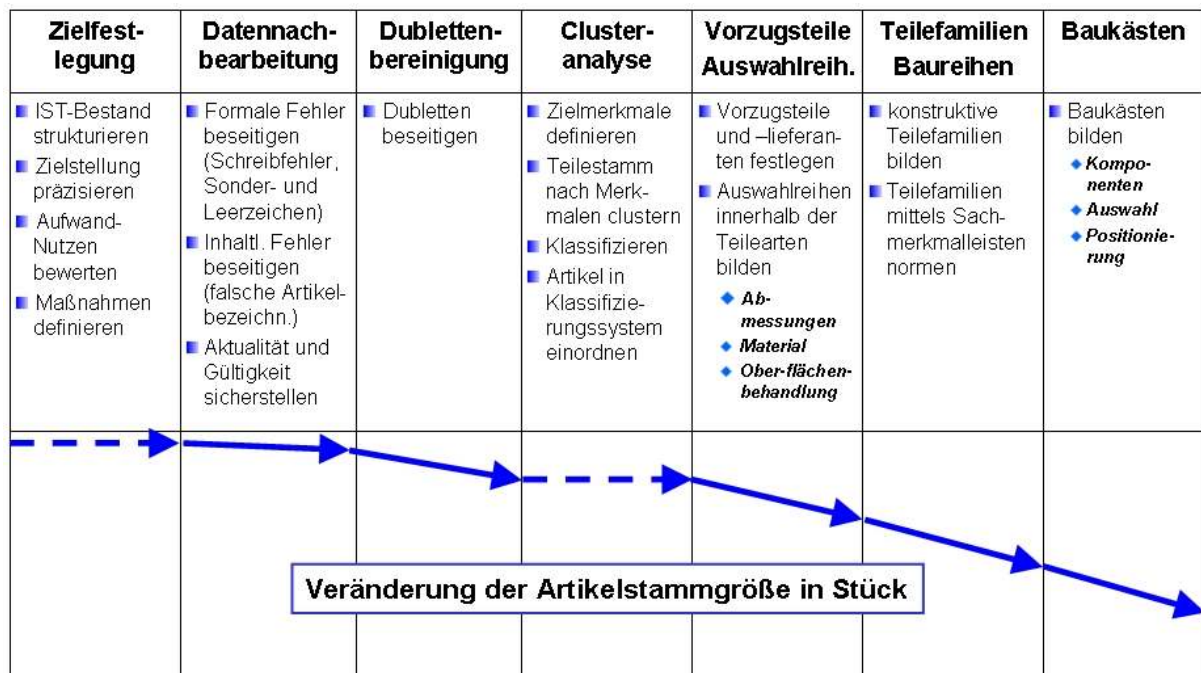 Zielfest-
legung
Datennach-
bearbeitung
Dubletten-
bereinigung
Cluster-
analyse
Vorzugsteile
Auswahlreih.
Teilefamilien
Baureihen
Baukästen
IST-Bestand
strukturieren
Zielstellung
präzisieren
Aufwand-
Nutzen
bewerten
Maßnahmen
definieren
Formale Fehler
beseitigen
(Schreibfehler,
Sonder- und
Leerzeichen)
Inhaltl. Fehler
beseitigen
(falsche Artikel-
bezeichn.)
Aktualität und
Gültigkeit
sicherstellen
Dubletten
beseitigen
Zielmerkmale
definieren
Teilestamm
nach Merk-
malen clustern
Klassifizieren
Artikel in
Klassifizie-
rungssystem
einordnen
Vorzugsteile
und –lieferan-
ten festlegen
Auswahlreihen
innerhalb der
Teilearten
bilden
Ab-
messungen
Material
Ober-flächen-
behandlung
konstruktive
Teilefamilien
bilden
Teilefamilien
mittels Sach-
merkmalleisten
normen
Baukästen
bilden
Kompo-
nenten
Auswahl
Positionie-
rung
Veränderung der Artikelstammgröße in Stück